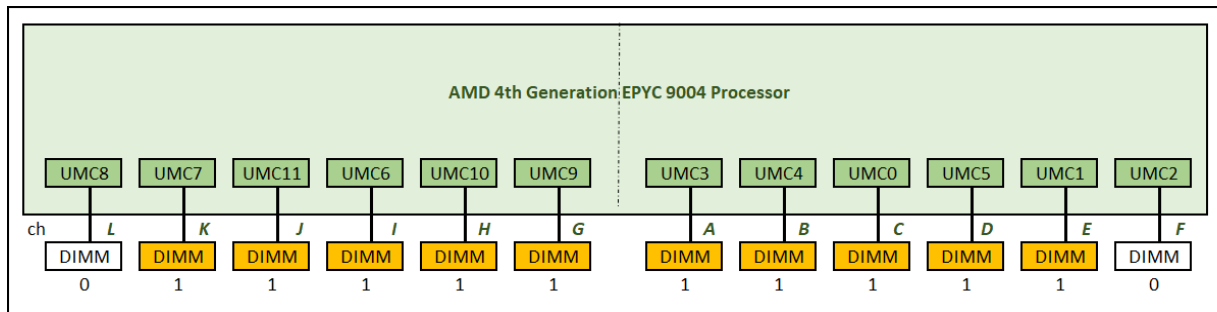 AMD 4th Generation EPYC 9004 Processor
UMC8 UMC7 UMC11 UMC6 UMC10 UMC9 UMC3 UMC4 UMC0 UMC5 UMC1 UMC2
ch L K J I H G A B C D E F
DIMM DIMM DIMM DIMM DIMM DIMM DIMM DIMM DIMM DIMM DIMM DIMM
0 1 1 1 1 1 1 1 1 1 1 0